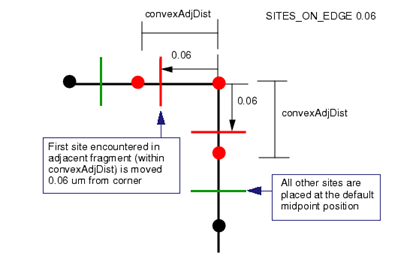 convexAdjDist
SITES_ON_EDGE 0.06
0.06
0.06
convexAdjDist
First site encountered in
adjacent fragment (within
convexAdjDist) is moved
0.06 um from corner
All other sites are
placed at the default
midpoint position